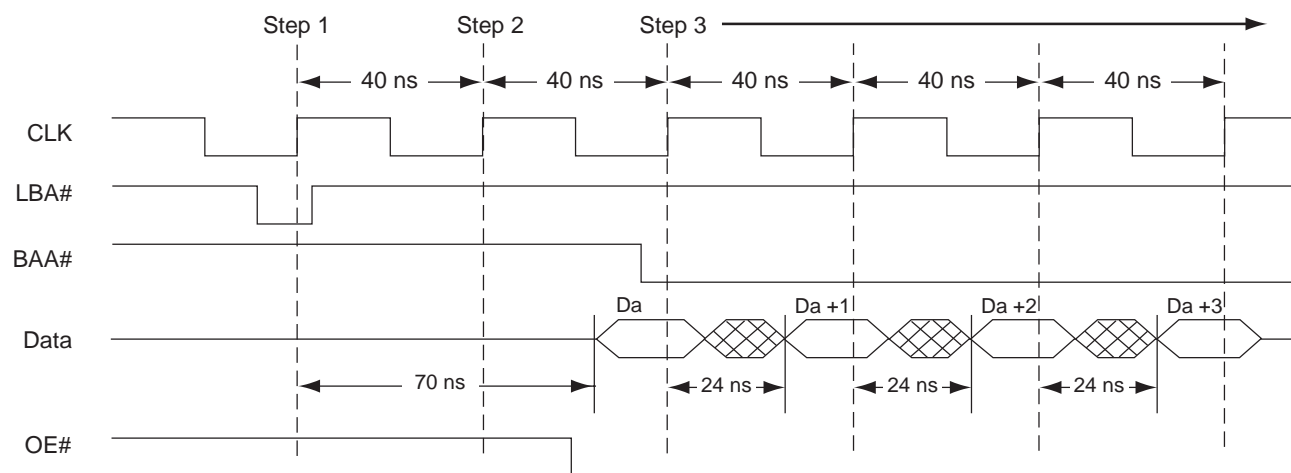 Step 1 Step 2 Step 3
40 ns 40 ns 40 ns 40 ns 40 ns
CLK
LBA#
BAA#
Da Da +1 Da +2 Da +3
Data
70 ns 24 ns 24 ns 24 ns
OE#